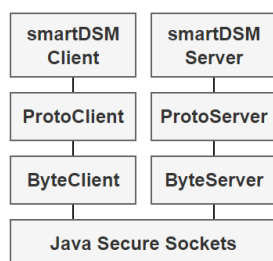 smartDSM
Client
smartDSM
Server
ProtoClient
ProtoServer
ByteClient
ByteServer
Java Secure Sockets